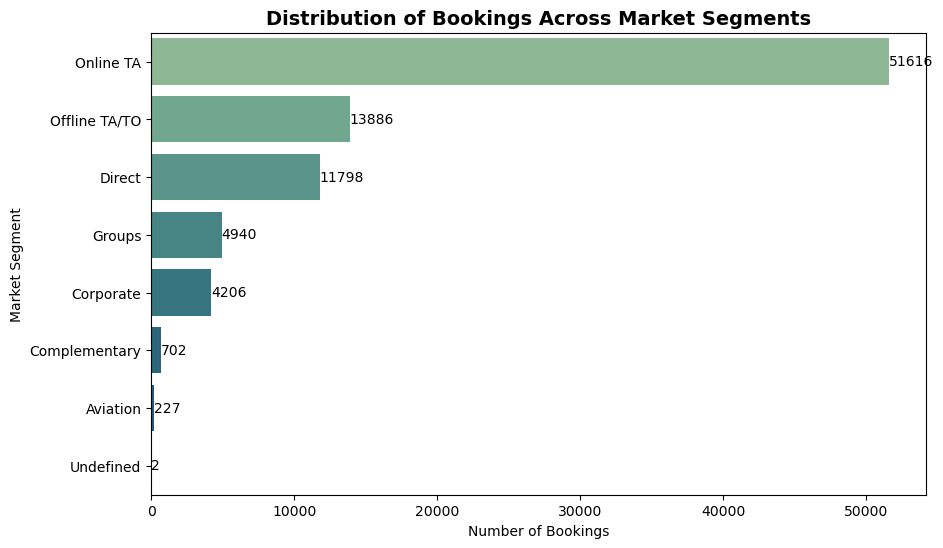 Distribution of Bookings Across Market Segments
Market Segment
Online TA 51616
Offline TA/TO 13886
Direct 11798
Groups 4940
Corporate 4206
Complementary 702
Aviation 227
Undefined 2
0 10000 20000 30000 40000 50000
Number of Bookings